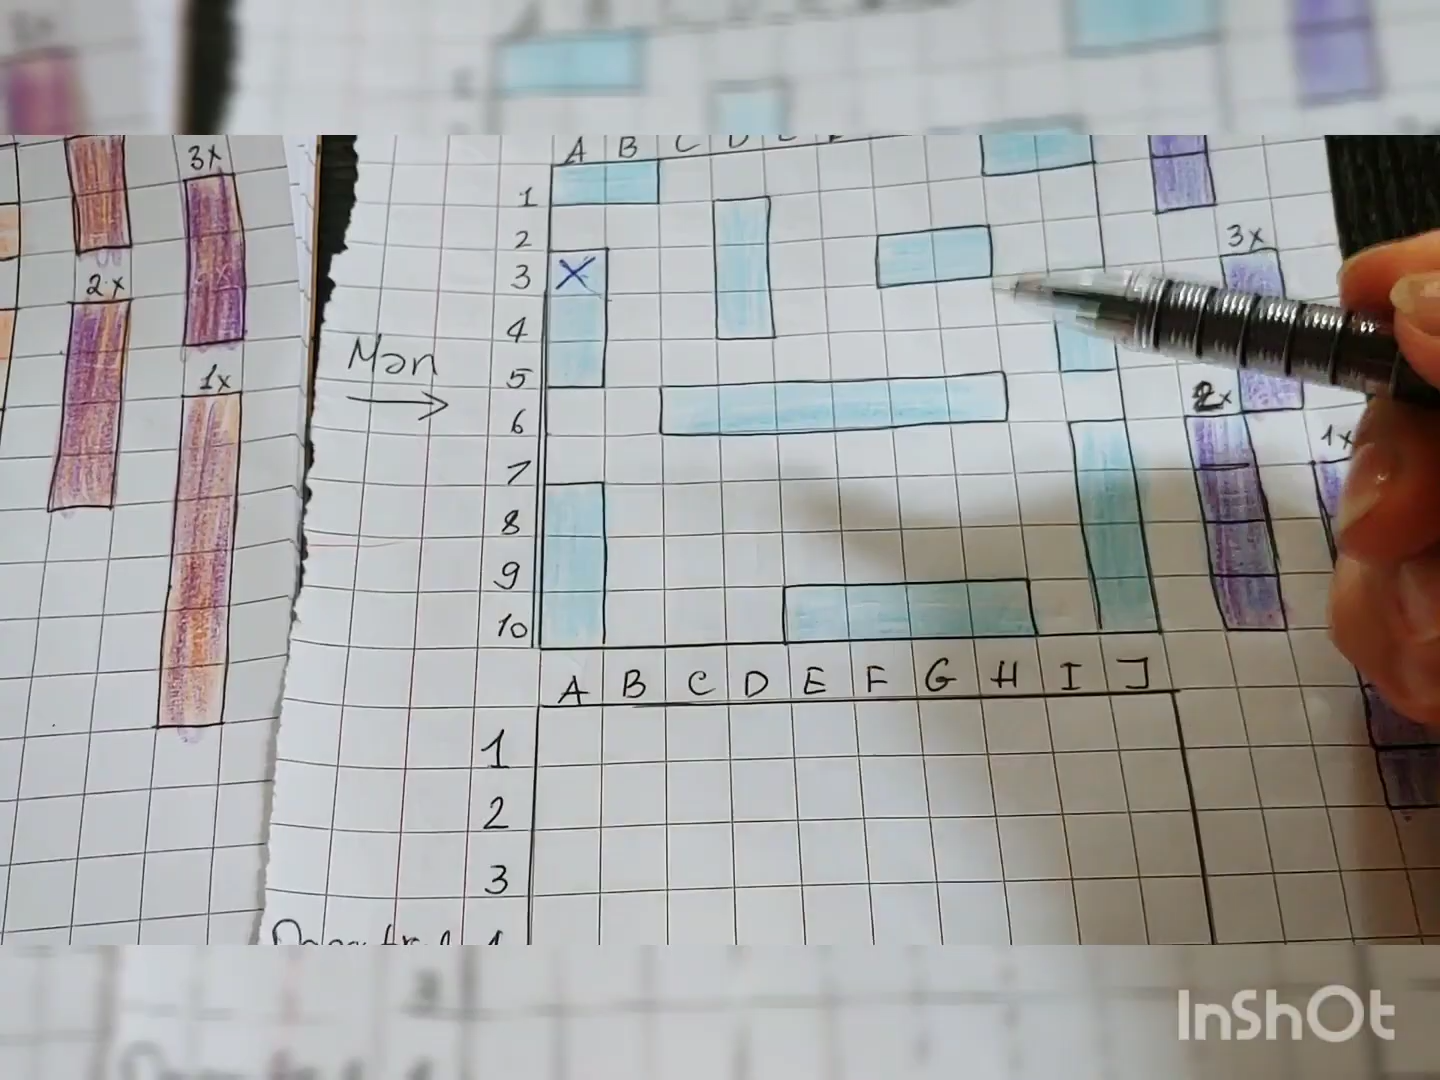 A B C D E F
1
2
3 X
4
5
6
7
8
9
10
Mən
A B C D E F G H I J
1
2
3
3x
2x
1x
3x
2x
1x
InShOt